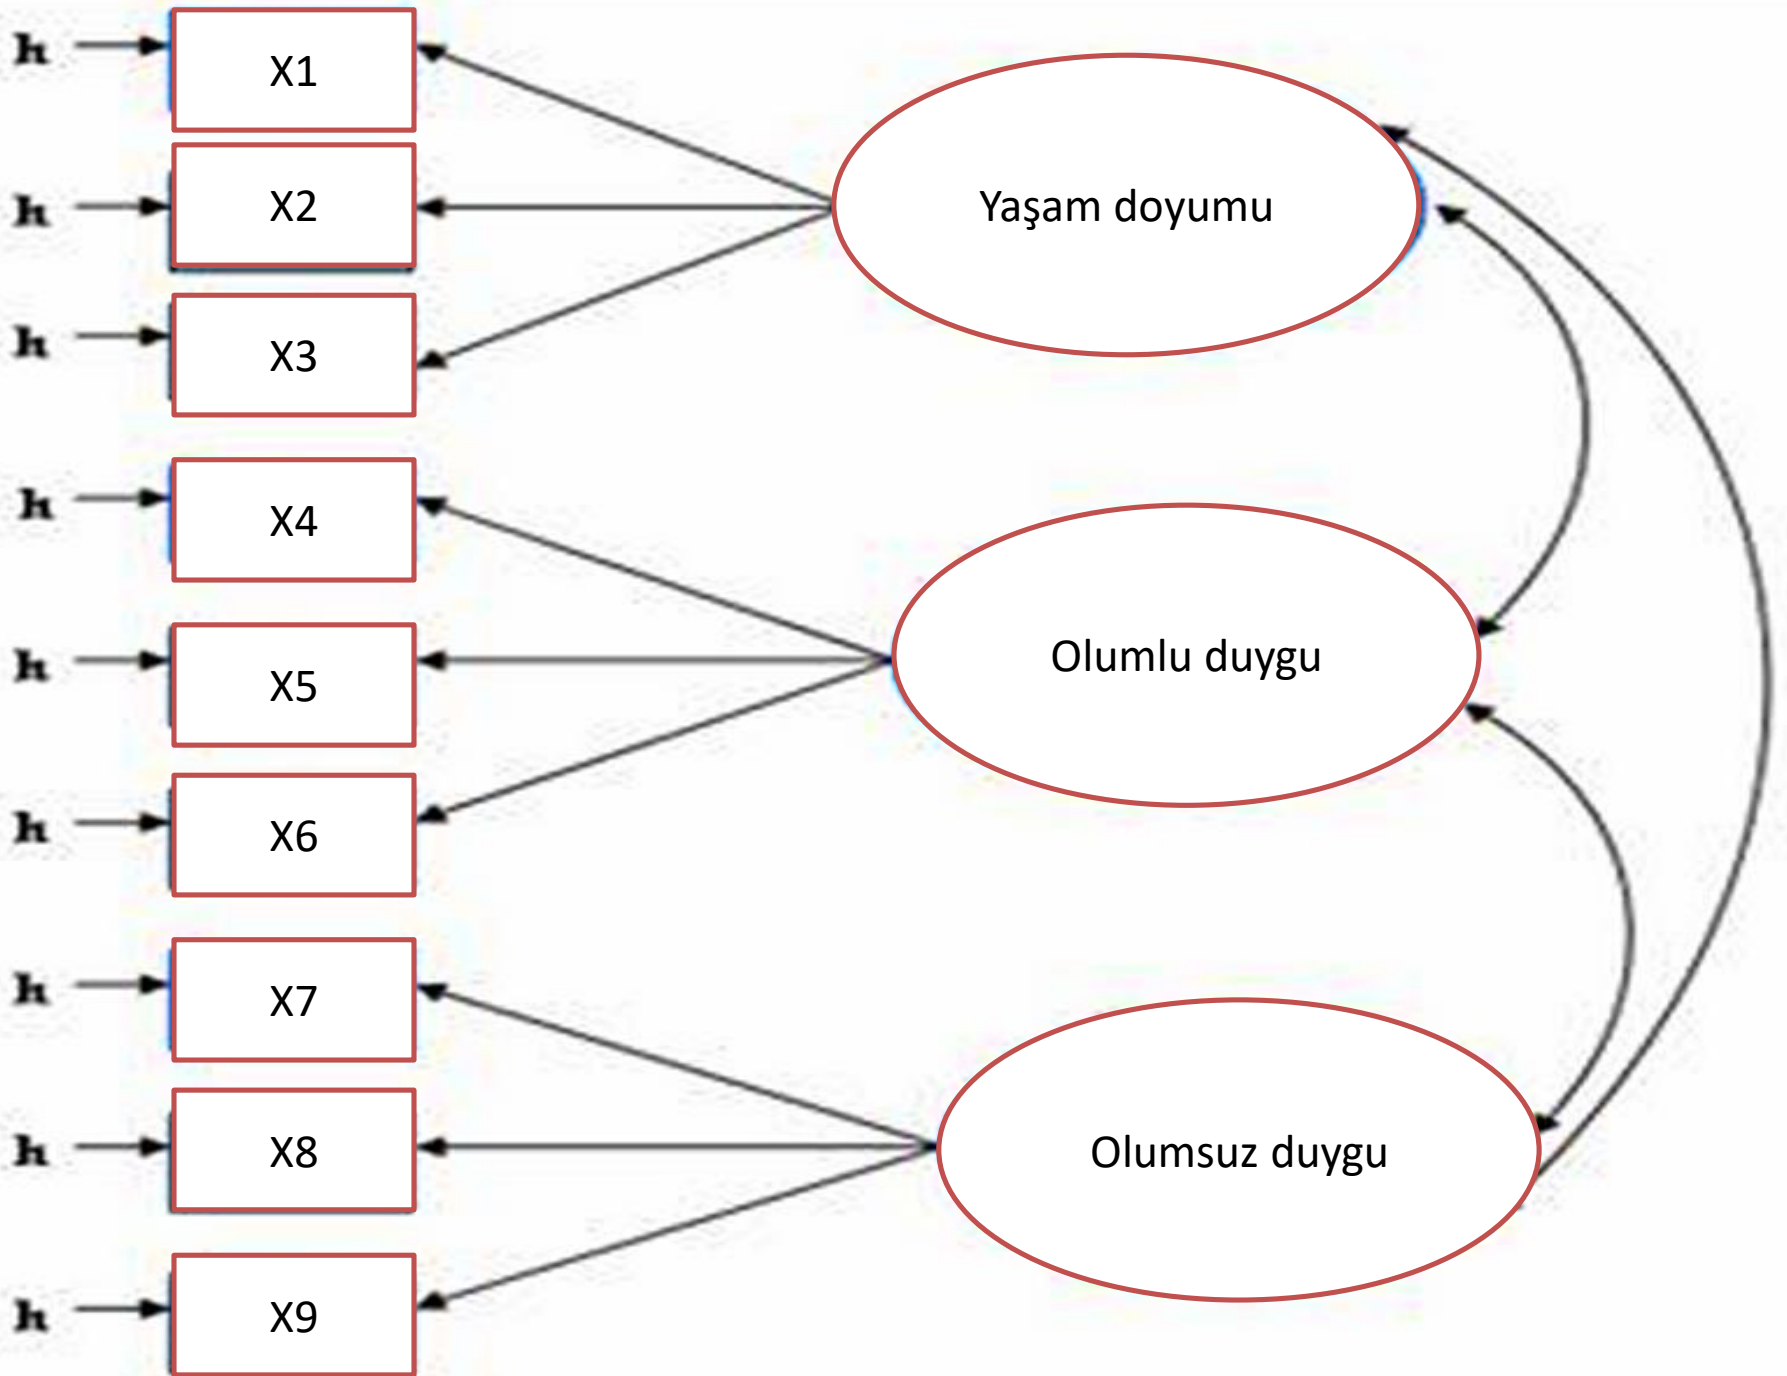 h
X1
h
X2
h
X3
h
X4
h
X5
h
X6
h
X7
h
X8
h
X9
Yaşam doyumu
Olumlu duygu
Olumsuz duygu